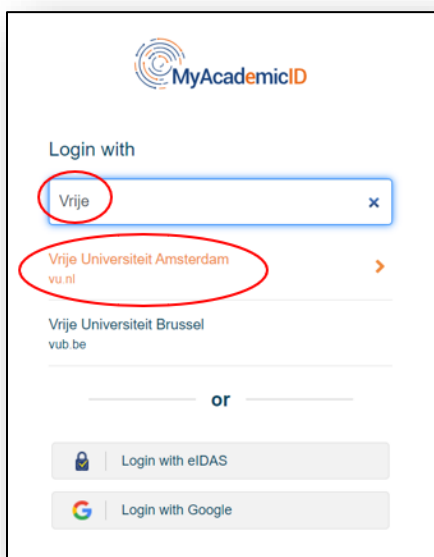 MyAcademicID
Login with
Vrije
Vrije Universiteit Amsterdam
vu.nl
Vrije Universiteit Brussel
vub.be
or
Login with eIDAS
Login with Google